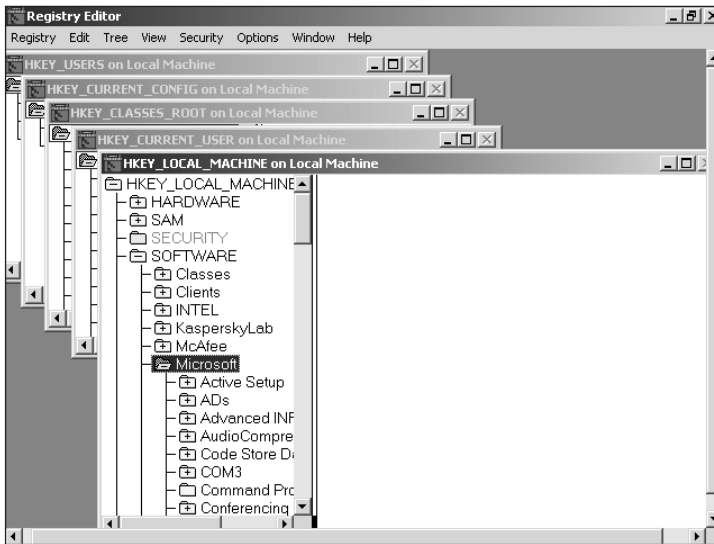 Registry Editor
Registry Edit Tree View Security Options Window Help
HKEY_USERS on Local Machine
HKEY_CURRENT_CONFIG on Local Machine
HKEY_CLASSES_ROOT on Local Machine
HKEY_CURRENT_USER on Local Machine
HKEY_LOCAL_MACHINE on Local Machine
HKEY_LOCAL_MACHINE
HARDWARE
SAM
SECURITY
SOFTWARE
Classes
Clients
INTEL
KasperskyLab
McAfee
Microsoft
Active Setup
ADs
Advanced INF
AudioCompre
Code Store Da
COM3
Command Pro
Conferencing